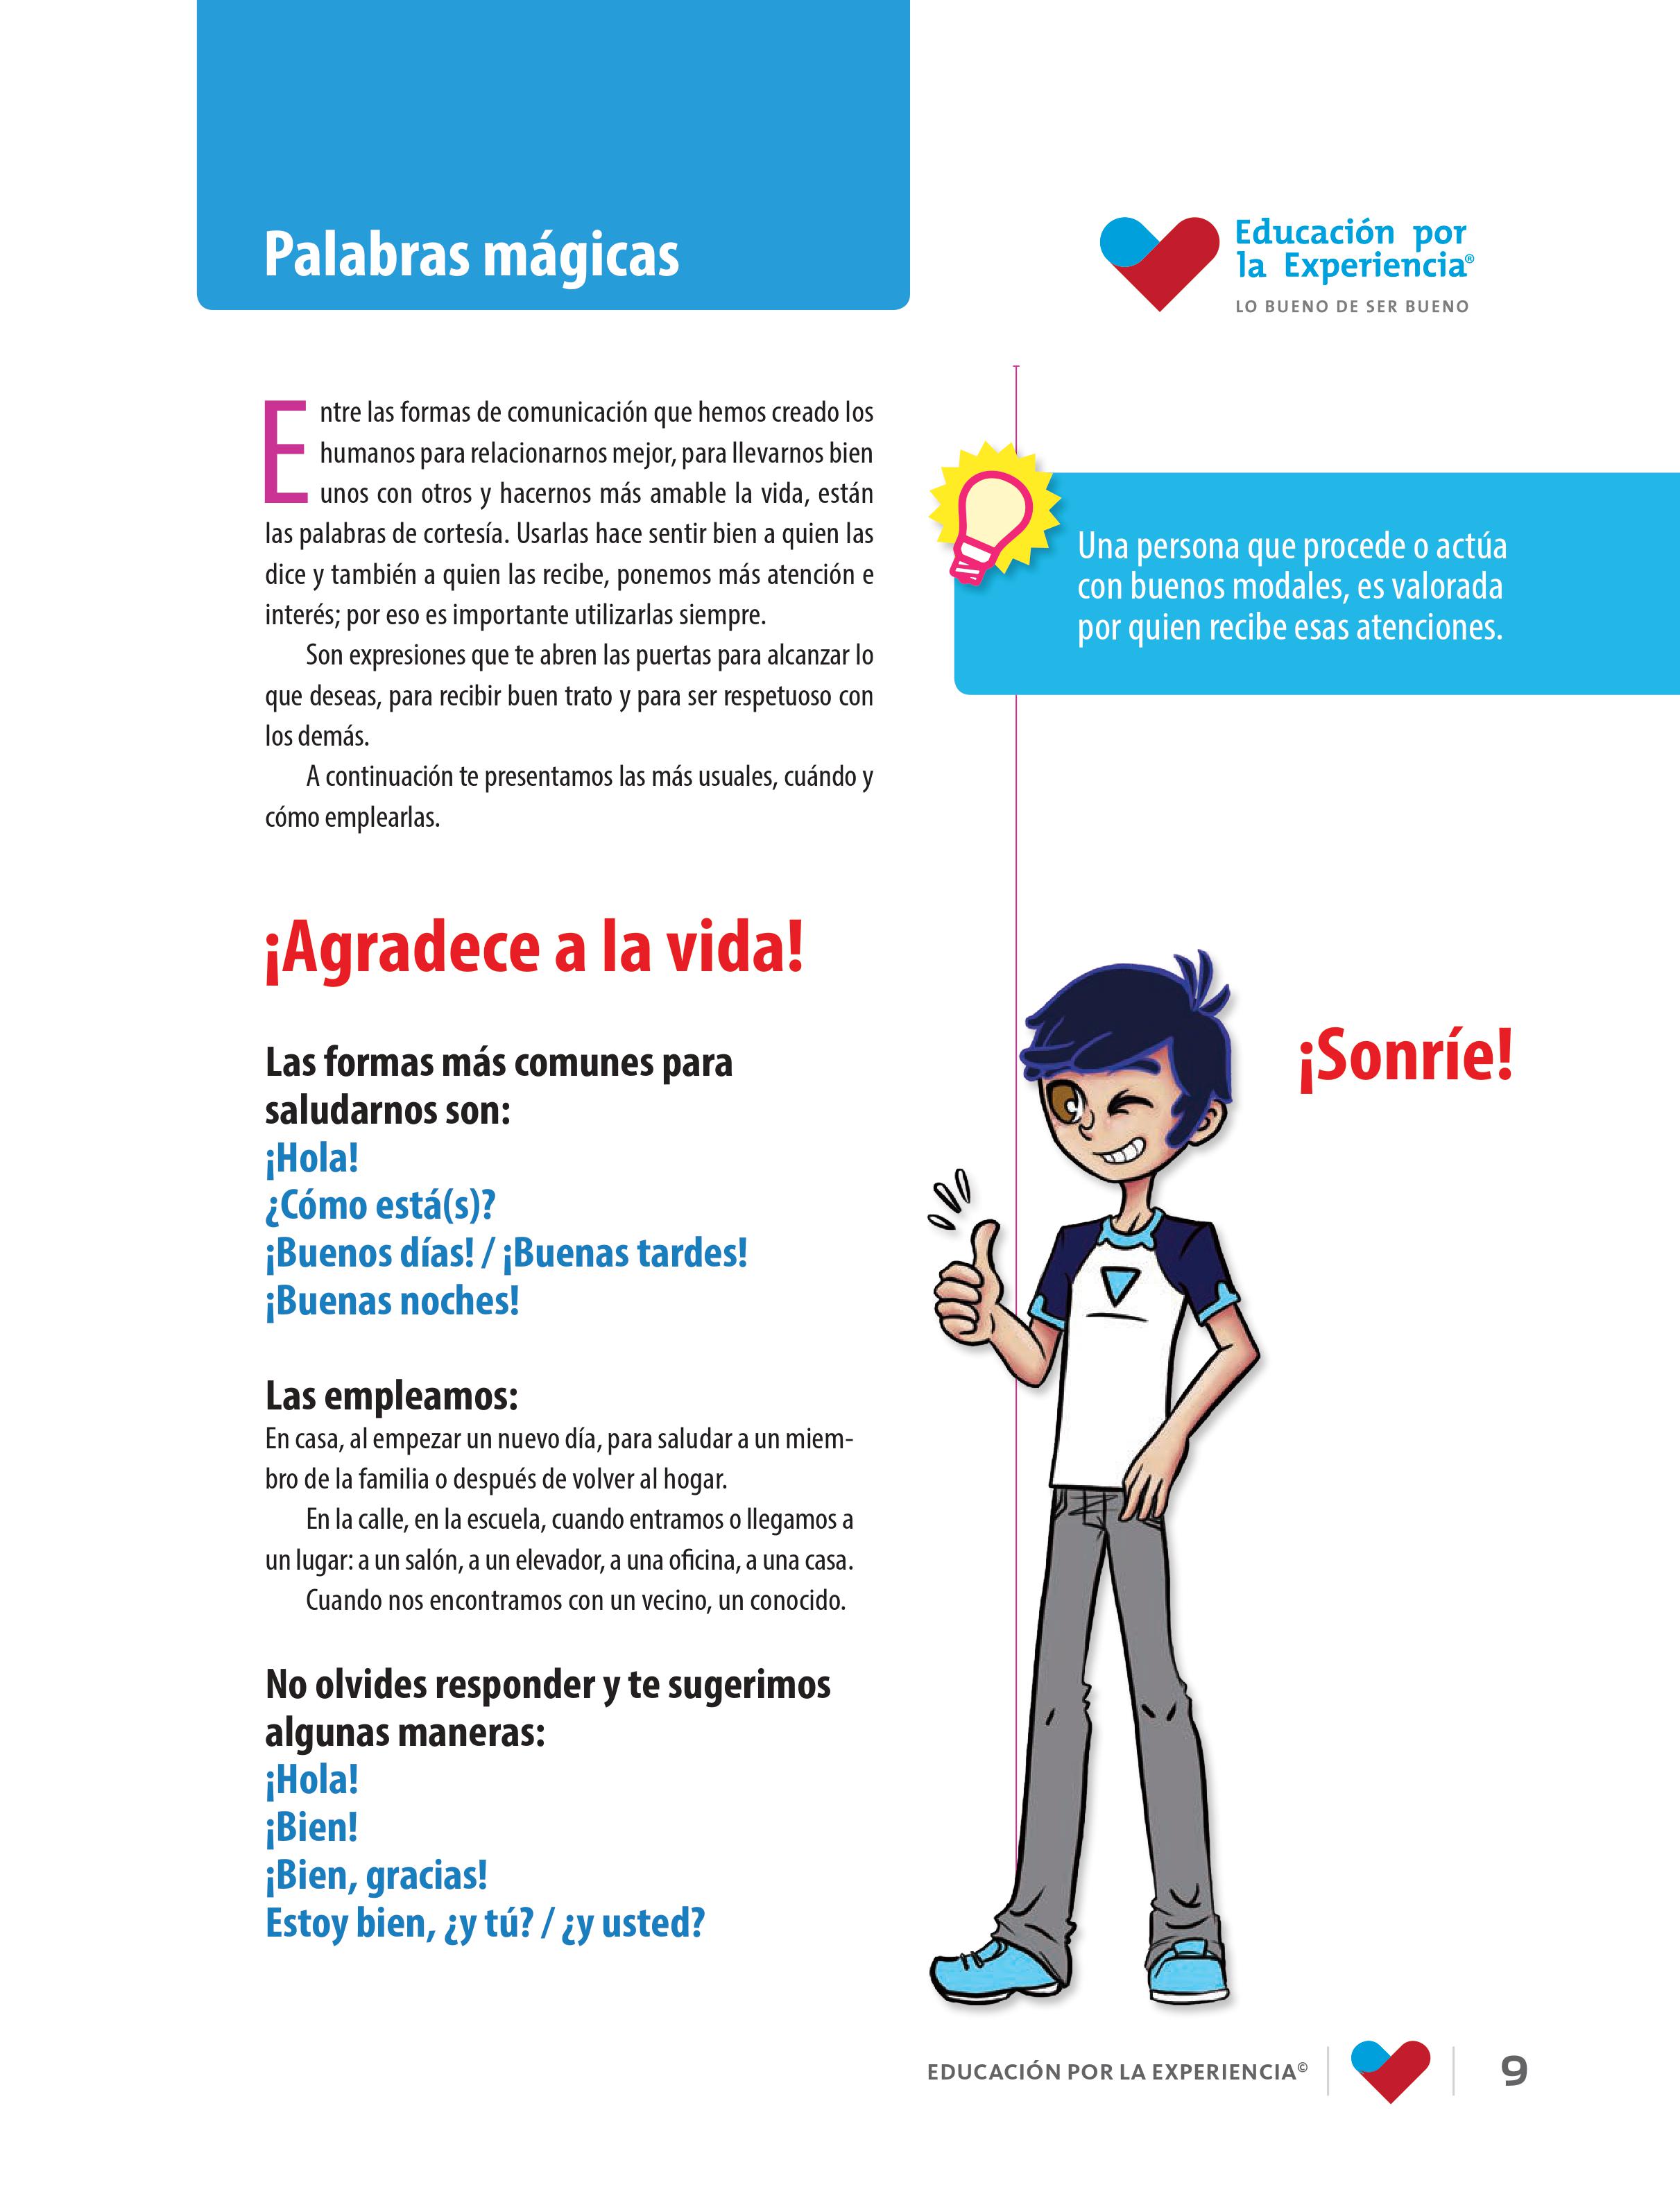 Palabras mágicas
Educación por
la Experiencia®
LO BUENO DE SER BUENO
Entre las formas de comunicación que hemos creado los
humanos para relacionarnos mejor, para llevarnos bien
unos con otros y hacernos más amable la vida, están
las palabras de cortesía. Usarlas hace sentir bien a quien las
dice y también a quien las recibe, ponemos más atención e
interés; por eso es importante utilizarlas siempre.
Son expresiones que te abren las puertas para alcanzar lo
que deseas, para recibir buen trato y para ser respetuoso con
los demás.
A continuación te presentamos las más usuales, cuándo y
cómo emplearlas.
Una persona que procede o actúa
con buenos modales, es valorada
por quien recibe esas atenciones.
¡Agradece a la vida!
Las formas más comunes para
saludarnos son:
¡Hola!
¿Cómo está(s)?
¡Buenos días! / ¡Buenas tardes!
¡Buenas noches!
Las empleamos:
En casa, al empezar un nuevo día, para saludar a un miem-
bro de la familia o después de volver al hogar.
En la calle, en la escuela, cuando entramos o llegamos a
un lugar: a un salón, a un elevador, a una oficina, a una casa.
Cuando nos encontramos con un vecino, un conocido.
No olvides responder y te sugerimos
algunas maneras:
¡Hola!
¡Bien!
¡Bien, gracias!
Estoy bien, ¿y tú? / ¿y usted?
¡Sonríe!
EDUCACIÓN POR LA EXPERIENCIA©
9